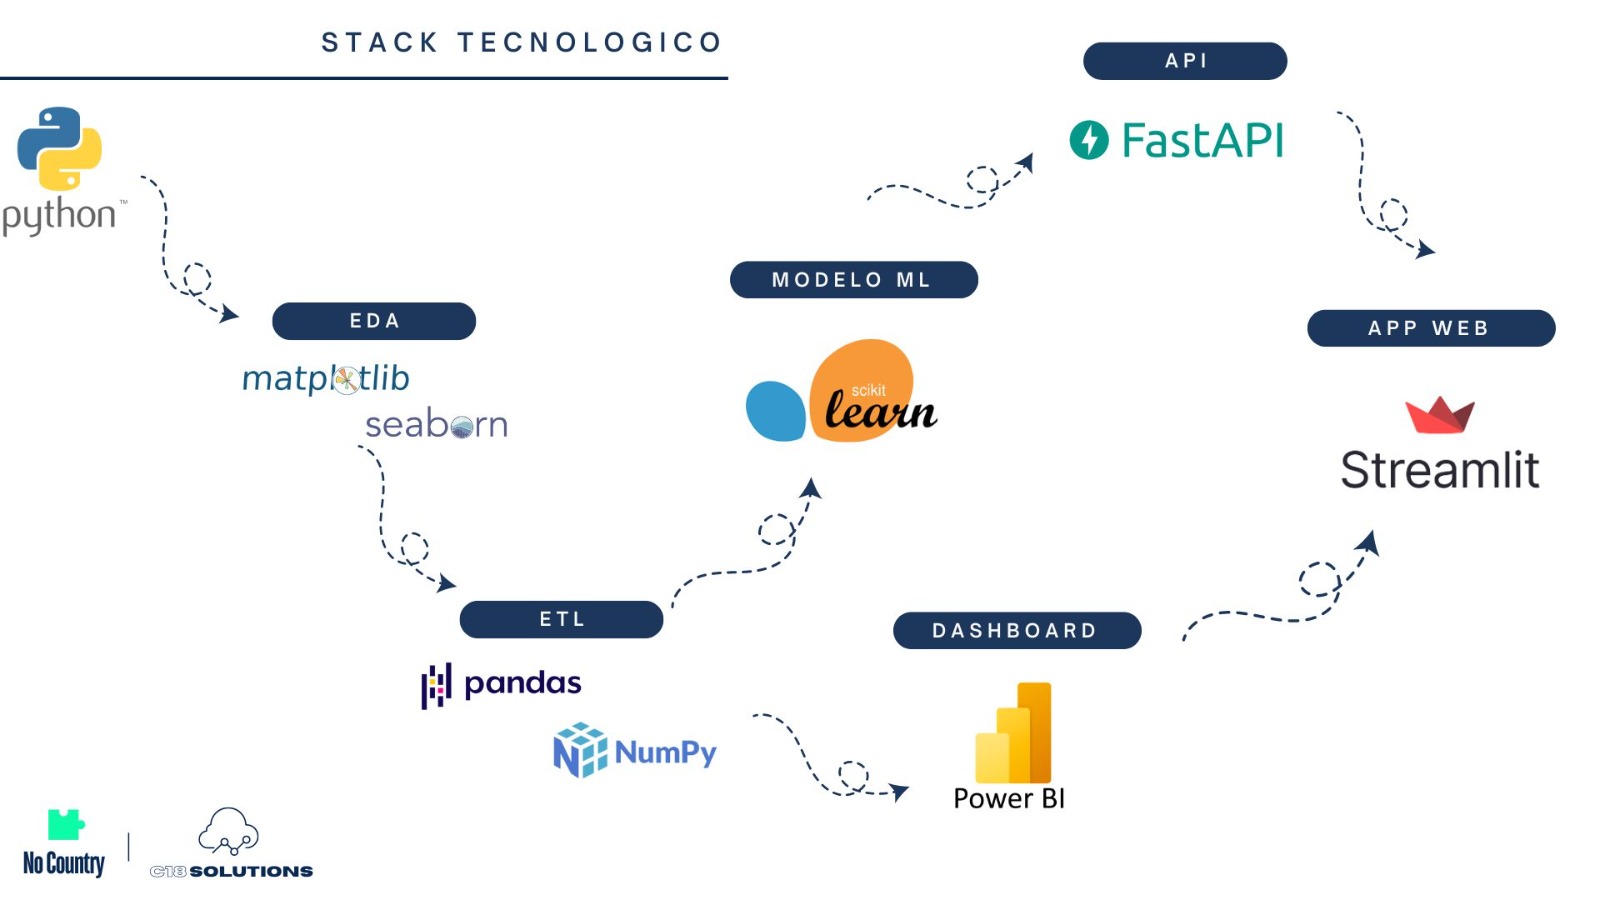 STACK TECNOLOGICO
API
FastAPI
python™
MODELO ML
EDA
APP WEB
matplotlib
scikit
learn
seaborn
Streamlit
ETL
DASHBOARD
pandas
NumPy
Power BI
No Country
C18 SOLUTIONS